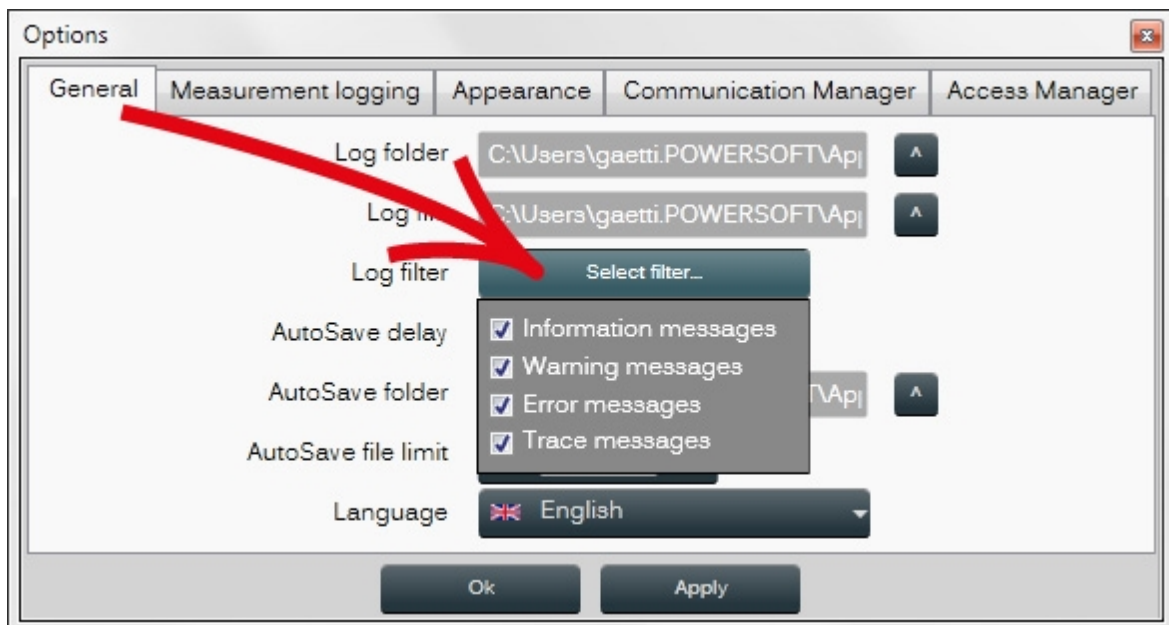 Options
General Measurement logging Appearance Communication Manager Access Manager
Log folder C:\Users\gaetti.POWERSOFT\Ap ^
Log :\Users\gaetti.POWERSOFT\Ap ^
Log filter Select filter...
AutoSave delay Information messages
Warning messages
AutoSave folder T\Ap ^
Error messages
AutoSave file limit Trace messages
Language English
Ok Apply